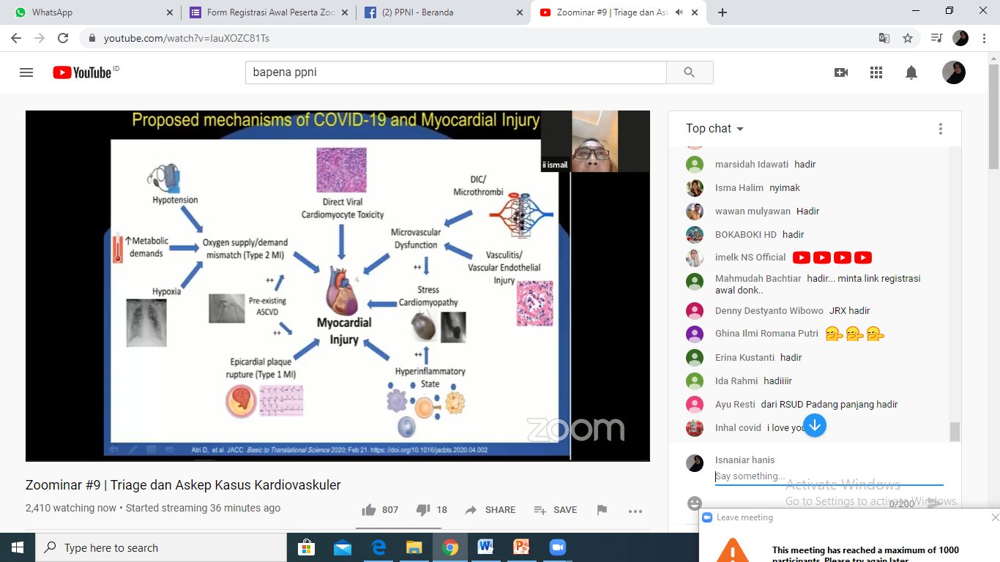 WhatsApp
Form Registrasi Awal Peserta Zoo
(2) PPNI - Beranda
Zoominar #9 | Triage dan Ask
youtube.com/watch?v=IauXOZC81Ts
YouTube ID
bapena ppni
Proposed mechanisms of COVID-19 and Myocardial Injury
ii ismail
Hypotension
↑Metabolic
demands
Hypoxia
Oxygen supply/demand
mismatch (Type 2 MI)
++
Pre-existing
ASCVD
++
Epicardial plaque
rupture (Type 1 MI)
Direct Viral
Cardiomyocyte Toxicity
Myocardial
Injury
DIC/
Microthrombi
Microvascular
Dysfunction
++
Vasculitis/
Vascular Endothelial
Injury
Stress
Cardiomyopathy
++
Hyperinflammatory
State
zoom
Atri D, et al. JACC Basic to Translational Science 2020; Feb 21. https://doi.org/10.1016/jacbts.2020.04.002
Zoominar #9 | Triage dan Askep Kasus Kardiovaskuler
2,410 watching now • Started streaming 36 minutes ago
807
18
SHARE
SAVE
Top chat
marsidah Idawati hadir
Isma Halim nyimak
wawan mulyawan Hadir
BOKABOKI HD hadir
imelk NS Official
Mahmudah Bachtiar hadir... minta link registrasi
awal donk..
Denny Destyanto Wibowo JRX hadir
Ghina Ilmi Romana Putri
Erina Kustanti hadir
Ida Rahmi hadiiiir
Ayu Resti dari RSUD Padang panjang hadir
Inhal covid i love you
Isnaniar hanis
Say something...
0/200
Activate Windows
Go to Settings to activate Windows.
Leave meeting
This meeting has reached a maximum of 1000
participants. Please try again later.
Type here to search